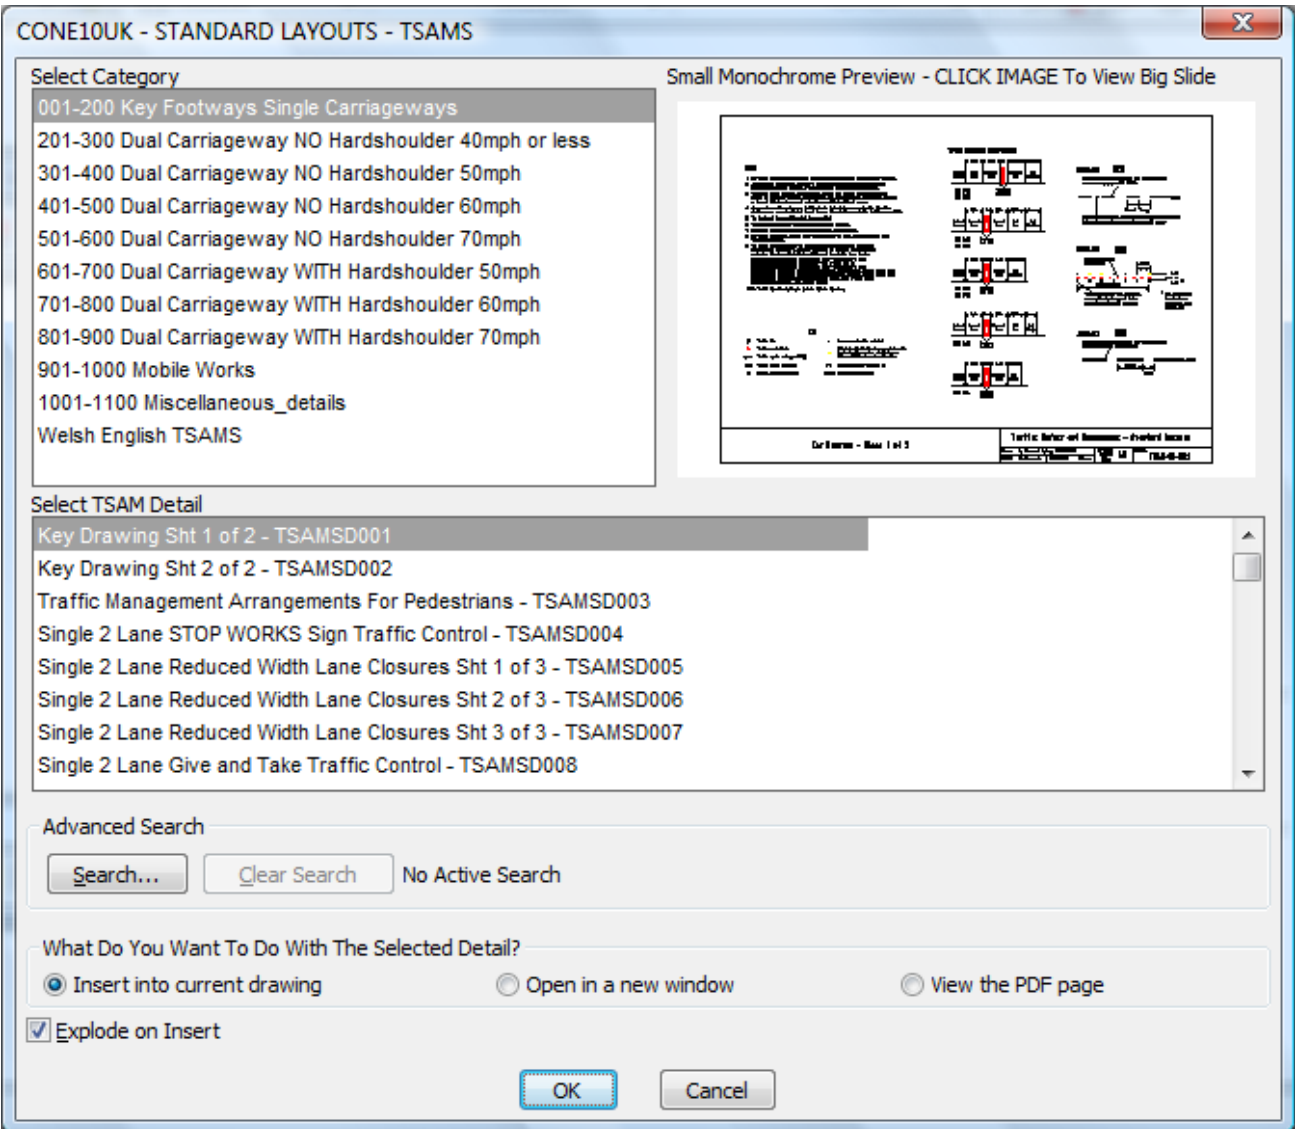 CONE10UK - STANDARD LAYOUTS - TSAMS
Select Category
001-200 Key Footways Single Carriageways
201-300 Dual Carriageway NO Hardshoulder 40mph or less
301-400 Dual Carriageway NO Hardshoulder 50mph
401-500 Dual Carriageway NO Hardshoulder 60mph
501-600 Dual Carriageway NO Hardshoulder 70mph
601-700 Dual Carriageway WITH Hardshoulder 50mph
701-800 Dual Carriageway WITH Hardshoulder 60mph
801-900 Dual Carriageway WITH Hardshoulder 70mph
901-1000 Mobile Works
1001-1100 Miscellaneous_details
Welsh English TSAMS
Small Monochrome Preview - CLICK IMAGE To View Big Slide
Select TSAM Detail
Key Drawing Sht 1 of 2 - TSAMSD001
Key Drawing Sht 2 of 2 - TSAMSD002
Traffic Management Arrangements For Pedestrians - TSAMSD003
Single 2 Lane STOP WORKS Sign Traffic Control - TSAMSD004
Single 2 Lane Reduced Width Lane Closures Sht 1 of 3 - TSAMSD005
Single 2 Lane Reduced Width Lane Closures Sht 2 of 3 - TSAMSD006
Single 2 Lane Reduced Width Lane Closures Sht 3 of 3 - TSAMSD007
Single 2 Lane Give and Take Traffic Control - TSAMSD008
Advanced Search
Search...
Clear Search
No Active Search
What Do You Want To Do With The Selected Detail?
Insert into current drawing
Open in a new window
View the PDF page
Explode on Insert
OK
Cancel